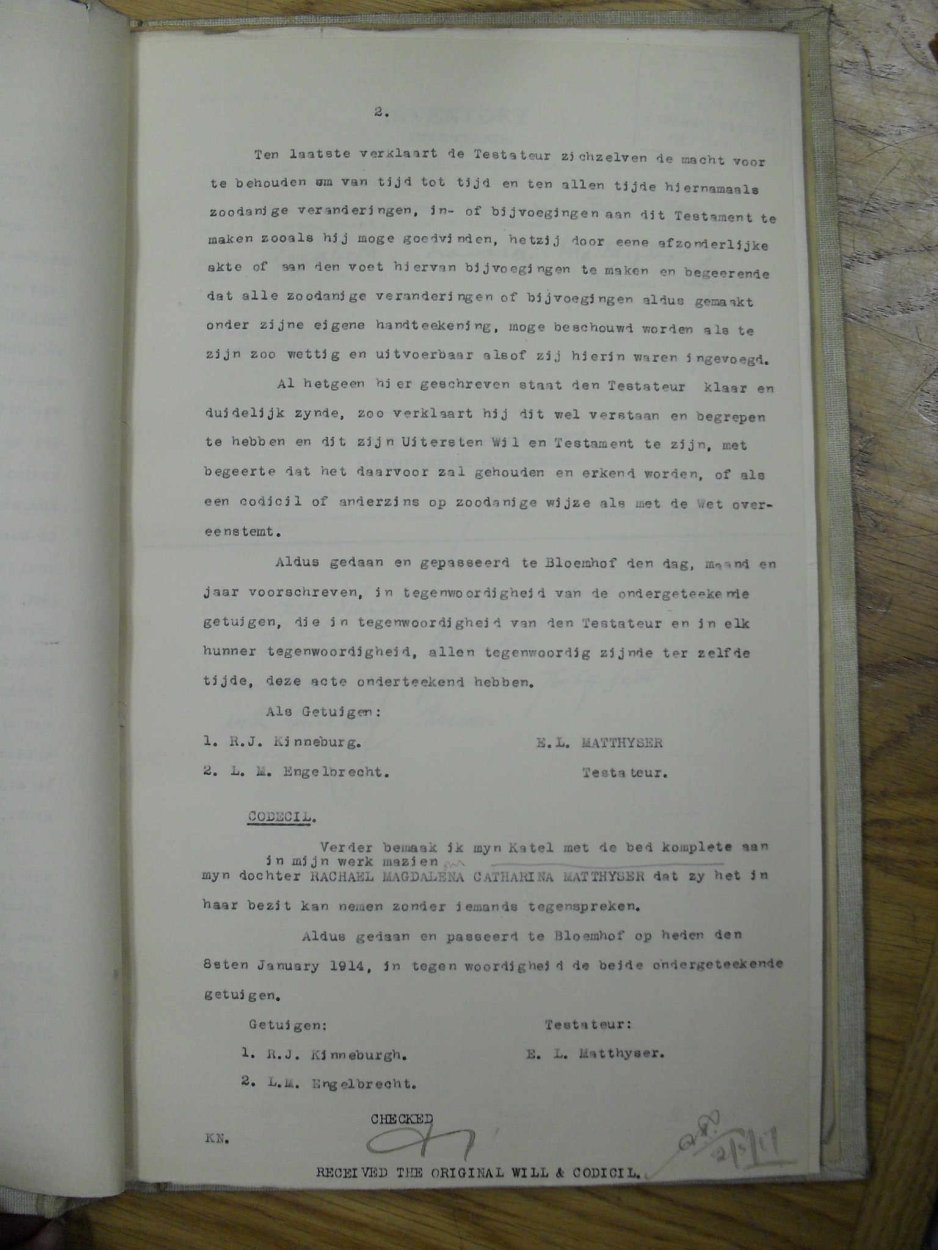 2.
Ten laatste verklaart de Testateur zichzelven de macht voor
te behouden om van tijd tot tijd en ten allen tijde hiernamaals
zoodanige veranderingen, in- of bijvoegingen aan dit Testament te
maken zooals hij moge goedvinden, hetzij door eene afzonderlijke
akte of aan den voet hiervan bijvoegingen te maken en begeerende
dat alle zoodanige veranderingen of bijvoegingen aldus gemaakt
onder zijne eigene handteekening, moge beschouwd worden als te
zijn zoo wettig en uitvoerbaar alsof zij hierin waren ingevoegd.
Al hetgeen hier geschreven staat den Testateur klaar en
duidelijk zynde, zoo verklaart hij dit wel verstaan en begrepen
te hebben en dit zijn Uitersten Wil en Testament te zijn, met
begeerte dat het daarvoor zal gehouden en erkend worden, of als
een codicil of anderzins op zoodanige wijze als met de Wet over-
eenstemt.
Aldus gedaan en gepasseerd te Bloemhof den dag, maand en
jaar voorschreven, in tegenwoordigheid van de ondergeteekende
getuigen, die in tegenwoordigheid van den Testateur en in elk
hunner tegenwoordigheid, allen tegenwoordig zijnde ter zelfde
tijde, deze acte onderteekend hebben.
Als Getuigen:
1. R.J. Kinneburg. E.L. MATTHYSER
2. L. M. Engelbrecht. Testateur.
CODECIL.
Verder bemaak ik myn Katel met de bed komplete aan
in mijn werk mazien
myn dochter RACHAEL MAGDALENA CATHARINA MATTHYSER dat zy het in
haar bezit kan nemen zonder iemands tegenspreken.
Aldus gedaan en passeerd te Bloemhof op heden den
8sten January 1914, in tegen woordigheid de beide ondergeteekende
getuigen.
Getuigen: Testateur:
1. R.J. Kinneburgh. E. L. Matthyser.
2. L.M. Engelbrecht.
CHECKED
KN.
RECEIVED THE ORIGINAL WILL & CODICIL.